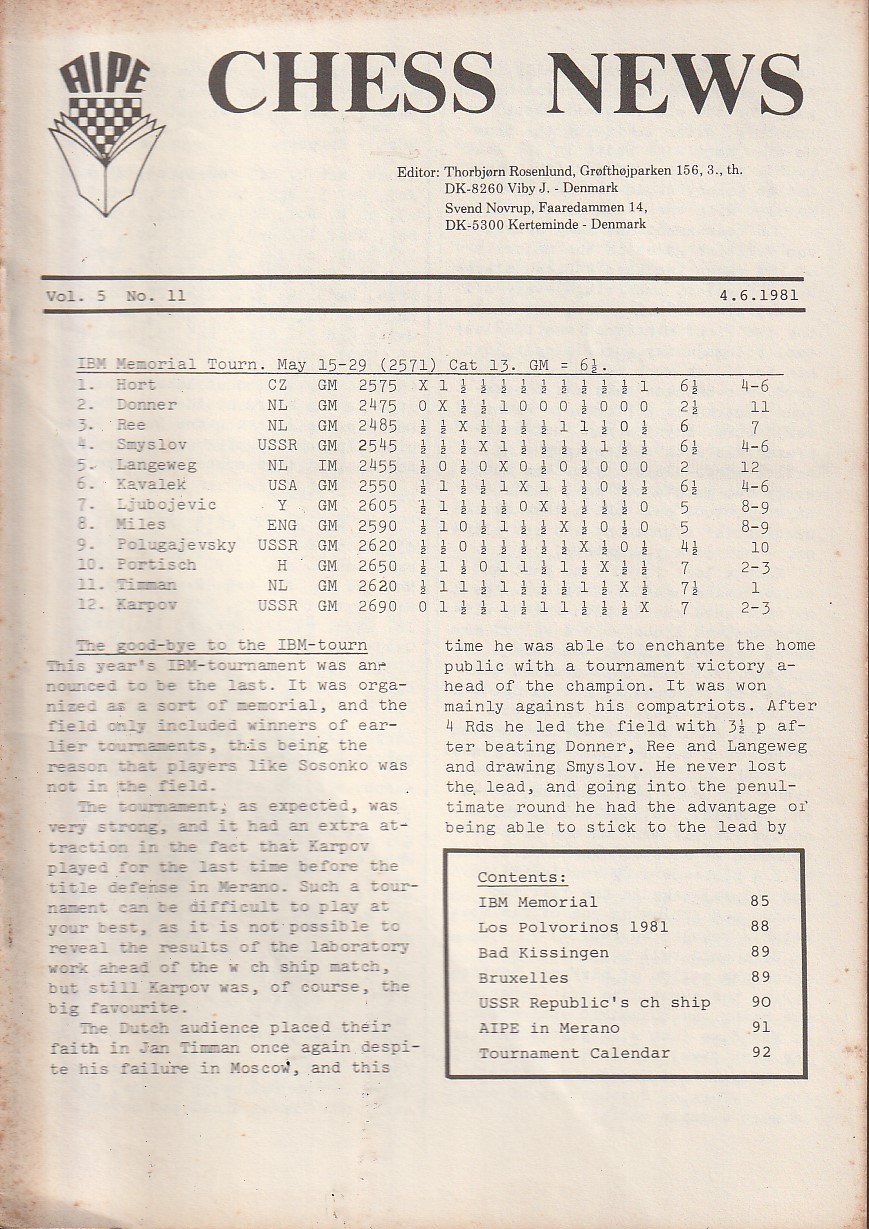 AIPE
CHESS NEWS
Editor: Thorbjørn Rosenlund, Grøfthøjparken 156, 3., th.
DK-8260 Viby J. - Denmark
Svend Novrup, Faaredammen 14,
DK-5300 Kerteminde - Denmark
Vol. 5 No. 11 4.6.1981
IBM Memorial Tourn. May 15-29 (2571) Cat 13. GM = 6½.
1. Hort CZ GM 2575 X 1 ½ ½ ½ ½ ½ ½ ½ ½ ½ 1 6½ 4-6
2. Donner NL GM 2475 0 X ½ ½ 1 0 0 0 ½ 0 0 0 2½ 11
3. Ree NL GM 2485 ½ ½ X ½ ½ ½ ½ 1 1 ½ 0 ½ 6 7
4. Smyslov USSR GM 2545 ½ ½ ½ X 1 ½ ½ ½ ½ 1 ½ ½ 6½ 4-6
5. Langeweg NL IM 2455 ½ 0 ½ 0 X 0 ½ 0 ½ 0 0 0 2 12
6. Kavalek USA GM 2550 ½ 1 ½ ½ 1 X 1 ½ ½ 0 ½ ½ 6½ 4-6
7. Ljubojevic Y GM 2605 ½ 1 ½ ½ ½ 0 X ½ ½ ½ ½ 0 5 8-9
8. Miles ENG GM 2590 ½ 1 0 ½ 1 ½ ½ X ½ 0 ½ 0 5 8-9
9. Polugajevsky USSR GM 2620 ½ ½ 0 ½ ½ ½ ½ ½ X ½ 0 ½ 4½ 10
10. Portisch H GM 2650 ½ 1 ½ 0 1 1 ½ 1 ½ X ½ ½ 7 2-3
11. Timman NL GM 2620 ½ 1 1 ½ 1 ½ ½ ½ 1 ½ X ½ 7½ 1
12. Karpov USSR GM 2690 0 1 ½ ½ 1 ½ 1 1 ½ ½ ½ X 7 2-3
The good-bye to the IBM-tourn
This year's IBM-tournament was an-
nounced to be the last. It was orga-
nized as a sort of memorial, and the
field only included winners of ear-
lier tournaments, this being the
reason that players like Sosonko was
not in the field.
The tournament, as expected, was
very strong, and it had an extra at-
traction in the fact that Karpov
played for the last time before the
title defense in Merano. Such a tour-
nament can be difficult to play at
your best, as it is not possible to
reveal the results of the laboratory
work ahead of the w ch ship match,
but still Karpov was, of course, the
big favourite.
The Dutch audience placed their
faith in Jan Timman once again despi-
te his failure in Moscow, and this
time he was able to enchante the home
public with a tournament victory a-
head of the champion. It was won
mainly against his compatriots. After
4 Rds he led the field with 3½ p af-
ter beating Donner, Ree and Langeweg
and drawing Smyslov. He never lost
the lead, and going into the penul-
timate round he had the advantage of
being able to stick to the lead by
Contents:
IBM Memorial 85
Los Polvorinos 1981 88
Bad Kissingen 89
Bruxelles 89
USSR Republic's ch ship 90
AIPE in Merano 91
Tournament Calendar 92